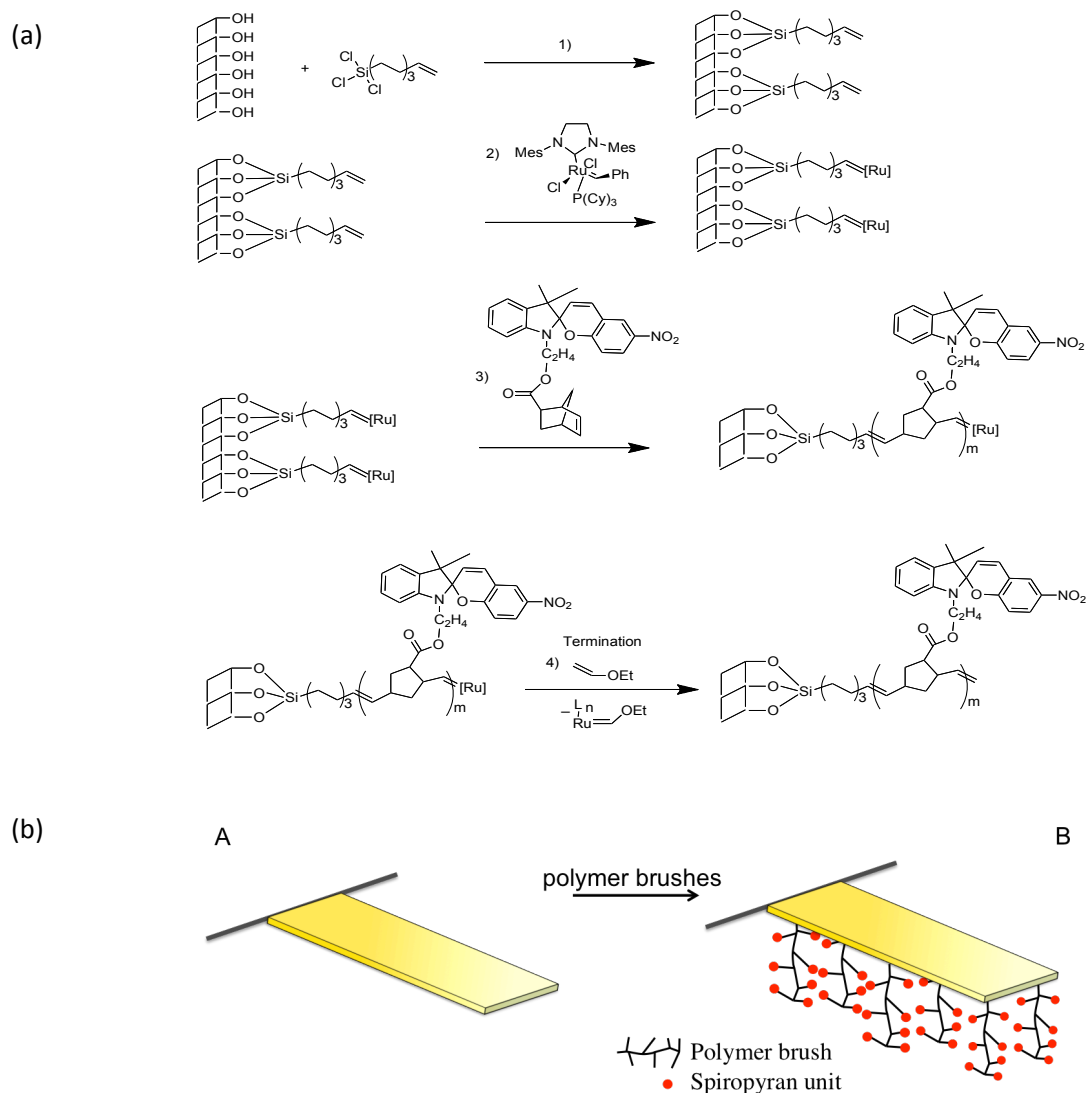 (a)
OH
OH
OH
OH
OH
OH
+
Cl
Si
Cl
Cl
3
1)
O
O
O
O
O
O
Si
Si
3
3
O
O
O
O
O
O
Si
Si
3
3
2)
Mes
N
N
Mes
Cl
Ru
Ph
Cl
P(Cy)3
O
O
O
O
O
O
Si
Si
3
3
[Ru]
[Ru]
O
O
O
O
O
O
Si
Si
3
3
[Ru]
[Ru]
3)
N
O
NO2
C2H4
O
O
N
O
NO2
C2H4
O
O
O
O
O
Si
3
m
[Ru]
N
O
NO2
C2H4
O
O
O
O
O
Si
3
m
[Ru]
Termination
4)
OEt
– L n
Ru
OEt
N
O
NO2
C2H4
O
O
O
O
O
Si
3
m
(b)
A
B
polymer brushes
Polymer brush
Spiropyran unit